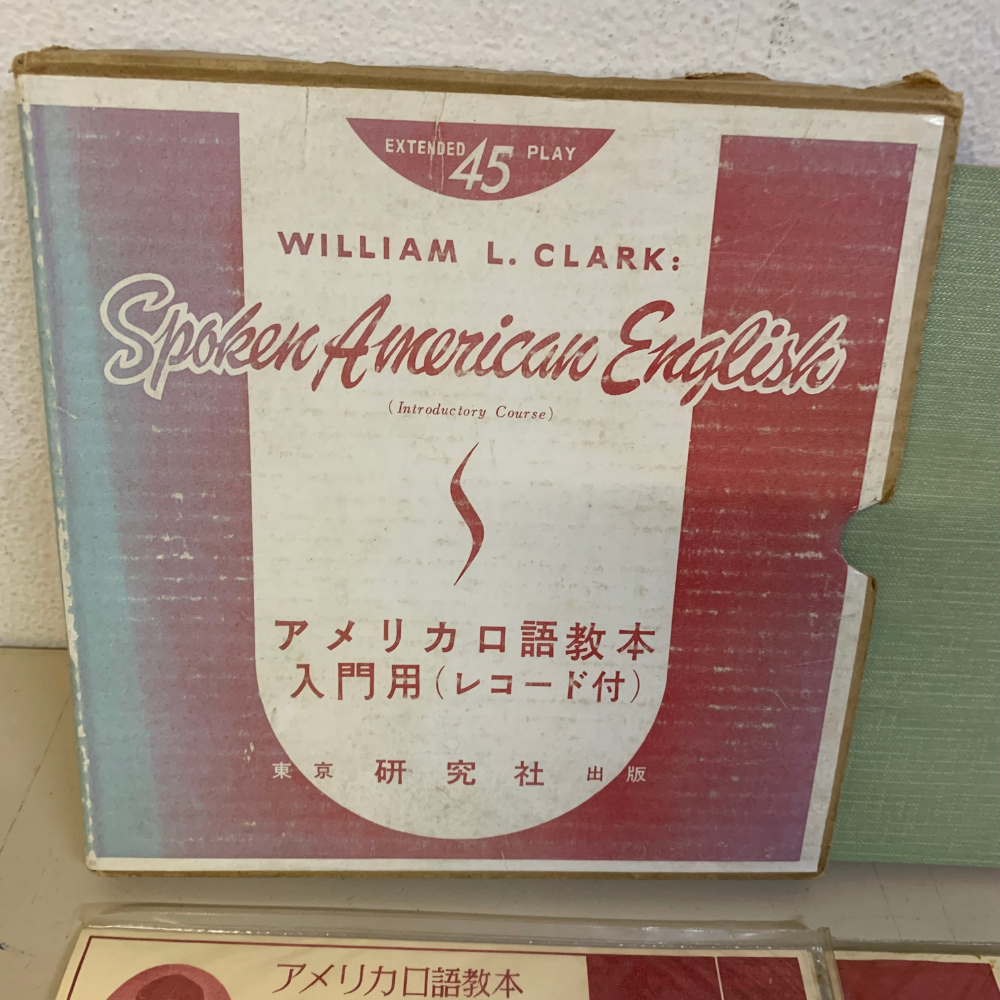 EXTENDED 45 PLAY
WILLIAM L. CLARK:
Spoken American English
(Introductory Course)
アメリカ口語教本
入門用(レコード付)
東京 研究社 出版
アメリカ口語教本